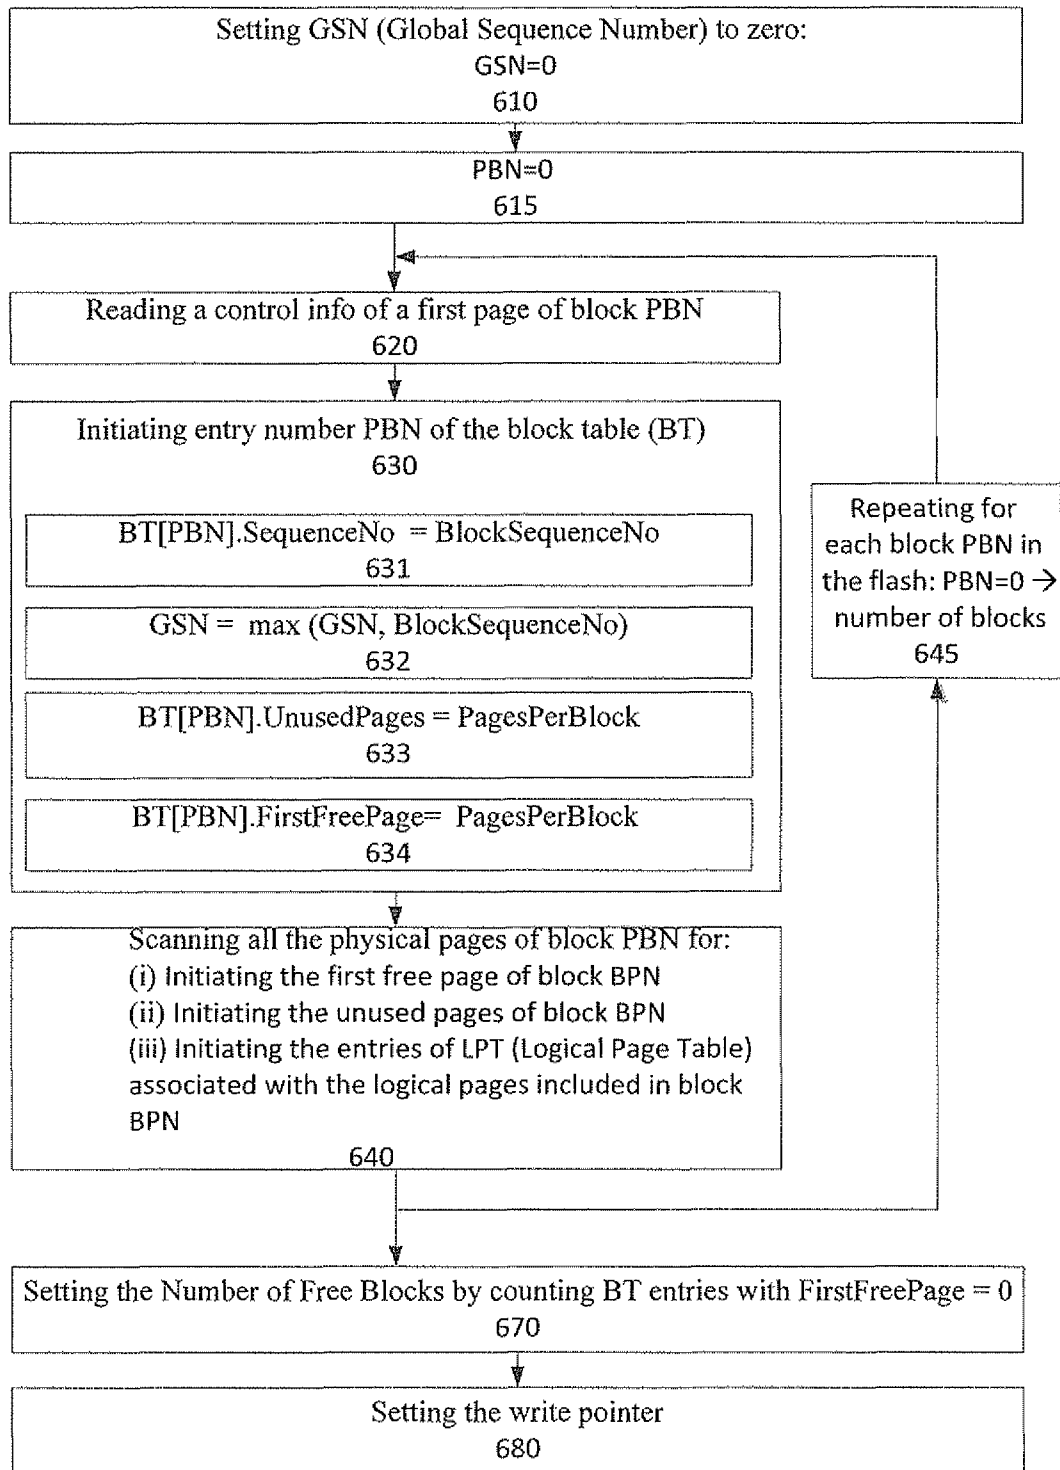 Setting GSN (Global Sequence Number) to zero:
GSN=0
610
PBN=0
615
Reading a control info of a first page of block PBN
620
Initiating entry number PBN of the block table (BT)
630
BT[PBN].SequenceNo = BlockSequenceNo
631
GSN = max (GSN, BlockSequenceNo)
632
BT[PBN].UnusedPages = PagesPerBlock
633
BT[PBN].FirstFreePage= PagesPerBlock
634
Repeating for
each block PBN in
the flash: PBN=0 →
number of blocks
645
Scanning all the physical pages of block PBN for:
(i) Initiating the first free page of block BPN
(ii) Initiating the unused pages of block BPN
(iii) Initiating the entries of LPT (Logical Page Table)
associated with the logical pages included in block
BPN
640
Setting the Number of Free Blocks by counting BT entries with FirstFreePage = 0
670
Setting the write pointer
680